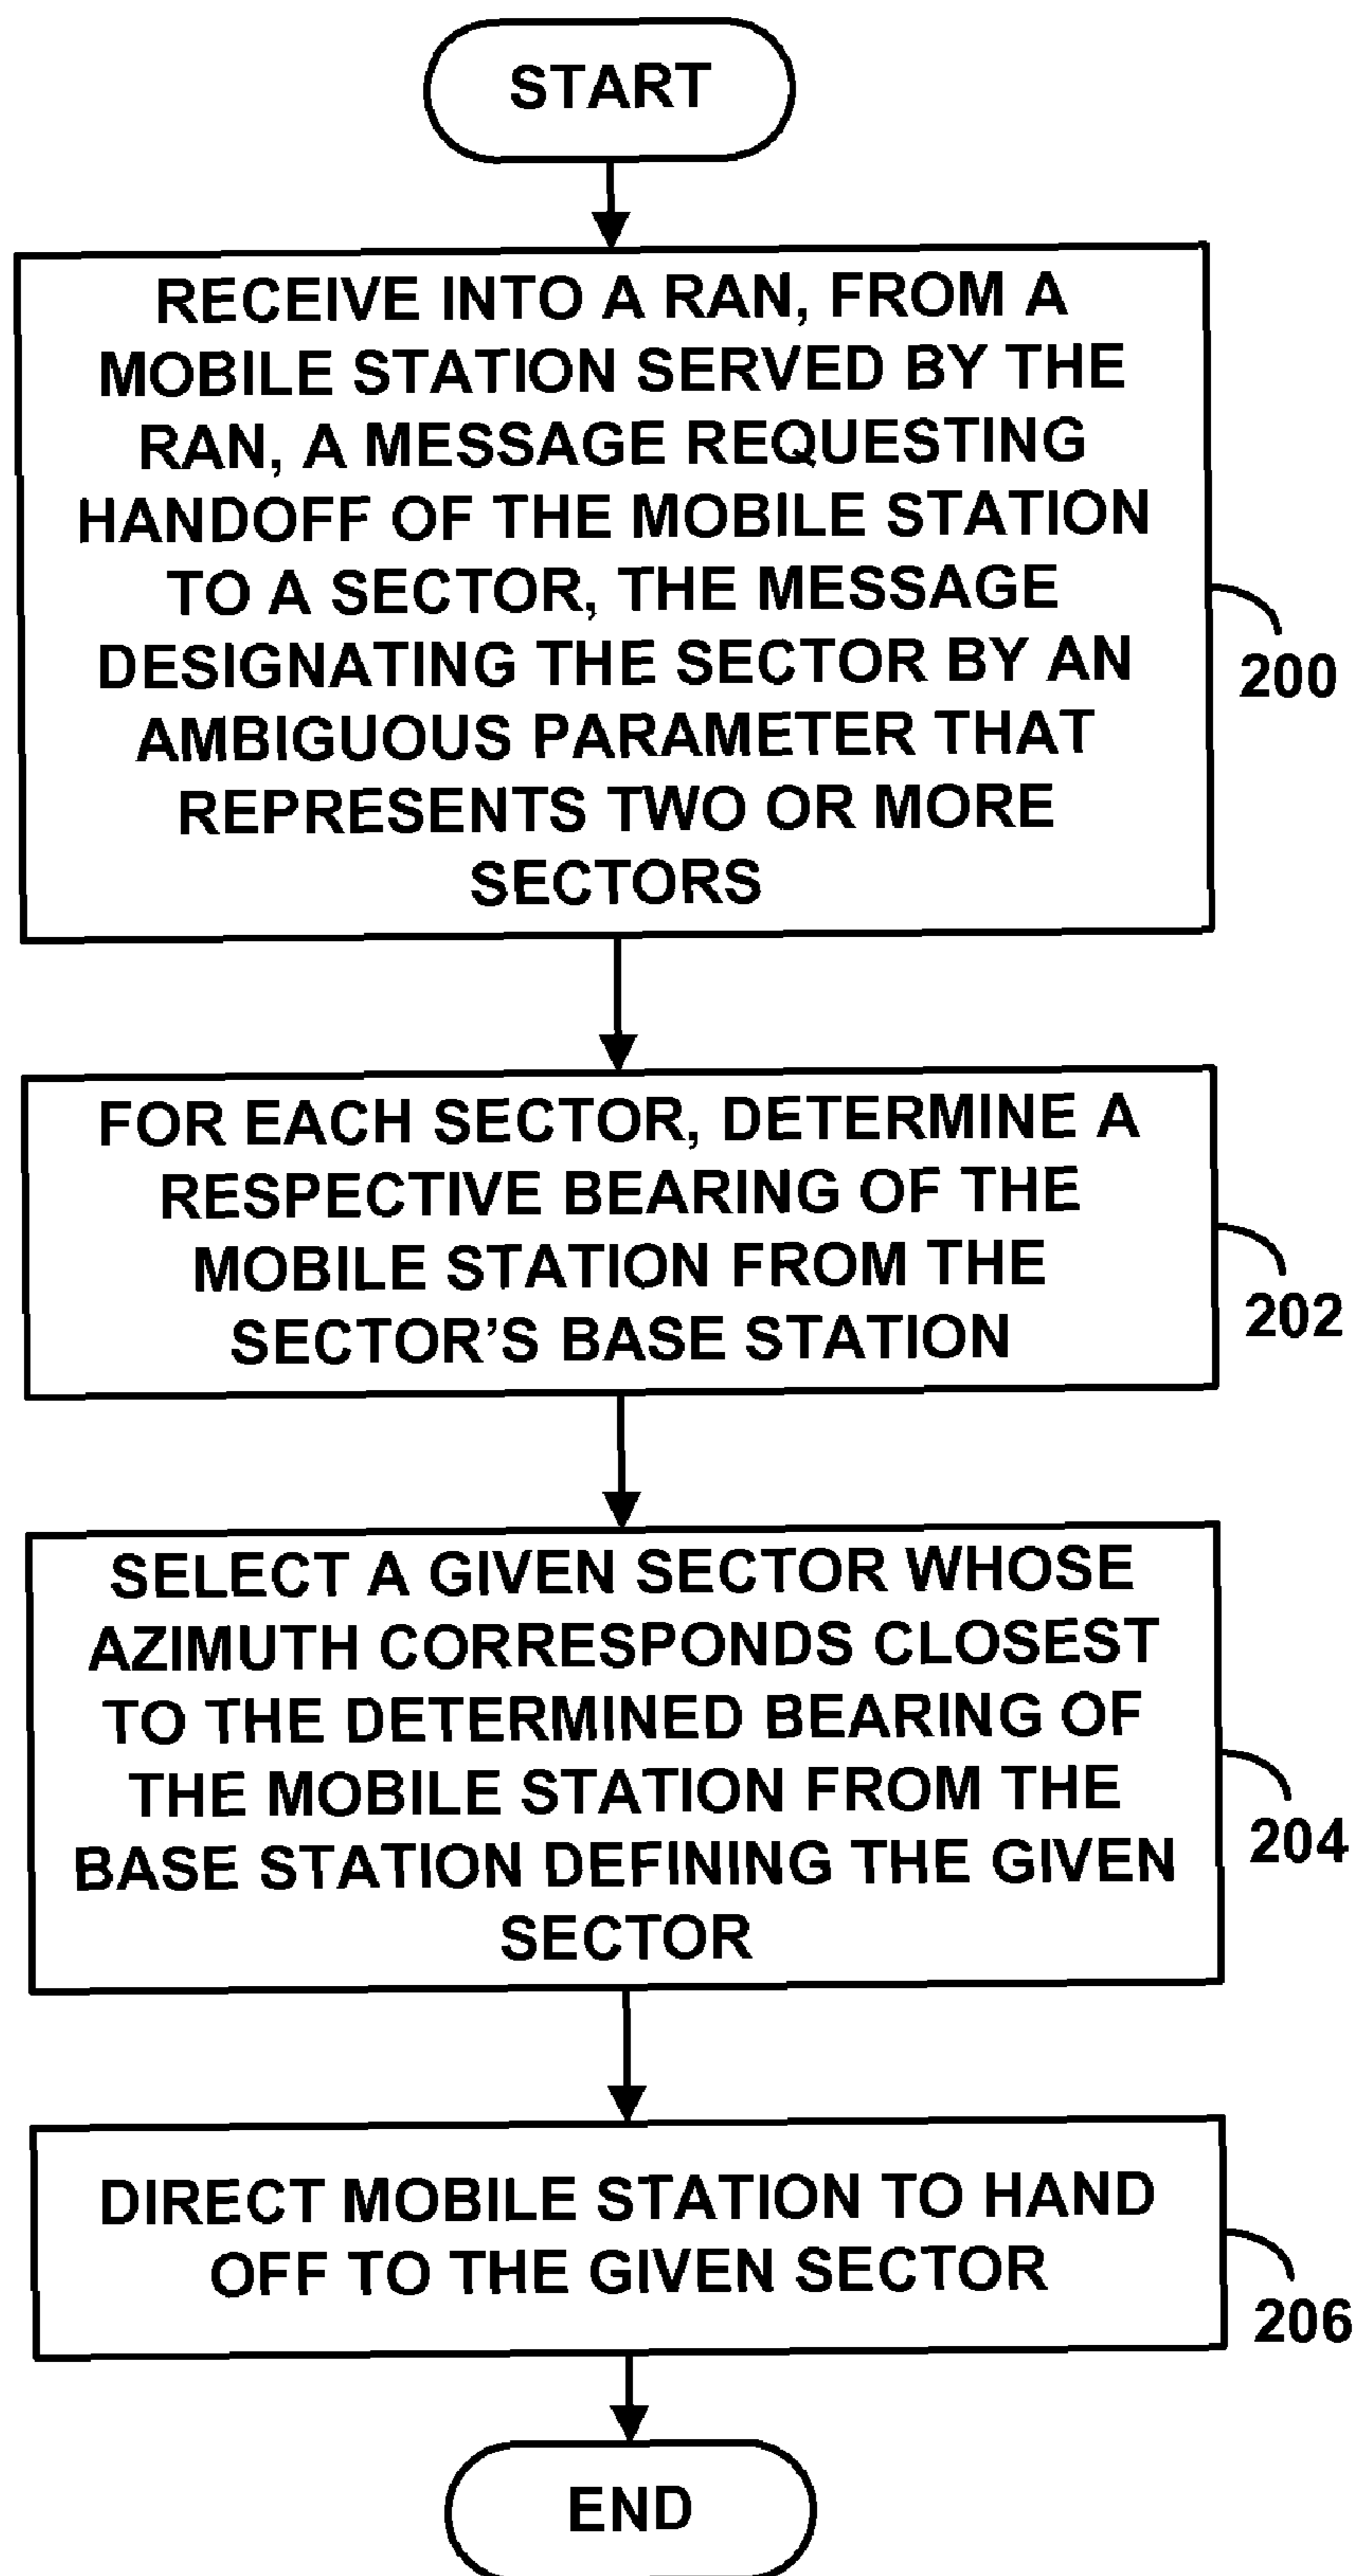 START
RECEIVE INTO A RAN, FROM A
MOBILE STATION SERVED BY THE
RAN, A MESSAGE REQUESTING
HANDOFF OF THE MOBILE STATION
TO A SECTOR, THE MESSAGE
DESIGNATING THE SECTOR BY AN
AMBIGUOUS PARAMETER THAT
REPRESENTS TWO OR MORE
SECTORS
200
FOR EACH SECTOR, DETERMINE A
RESPECTIVE BEARING OF THE
MOBILE STATION FROM THE
SECTOR’S BASE STATION
202
SELECT A GIVEN SECTOR WHOSE
AZIMUTH CORRESPONDS CLOSEST
TO THE DETERMINED BEARING OF
THE MOBILE STATION FROM THE
BASE STATION DEFINING THE GIVEN
SECTOR
204
DIRECT MOBILE STATION TO HAND
OFF TO THE GIVEN SECTOR
206
END